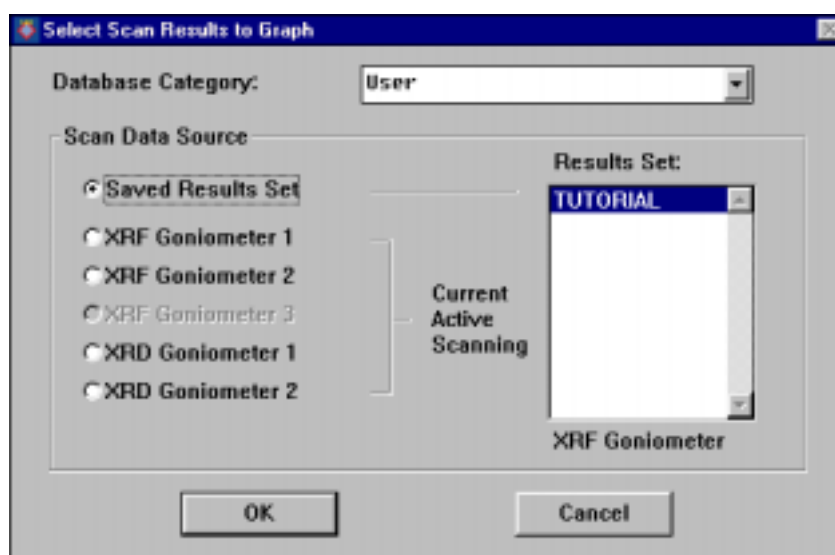 Select Scan Results to Graph
Database Category:
User
Scan Data Source
Saved Results Set
XRF Goniometer 1
XRF Goniometer 2
XRF Goniometer 3
XRD Goniometer 1
XRD Goniometer 2
Current
Active
Scanning
Results Set:
TUTORIAL
XRF Goniometer
OK
Cancel